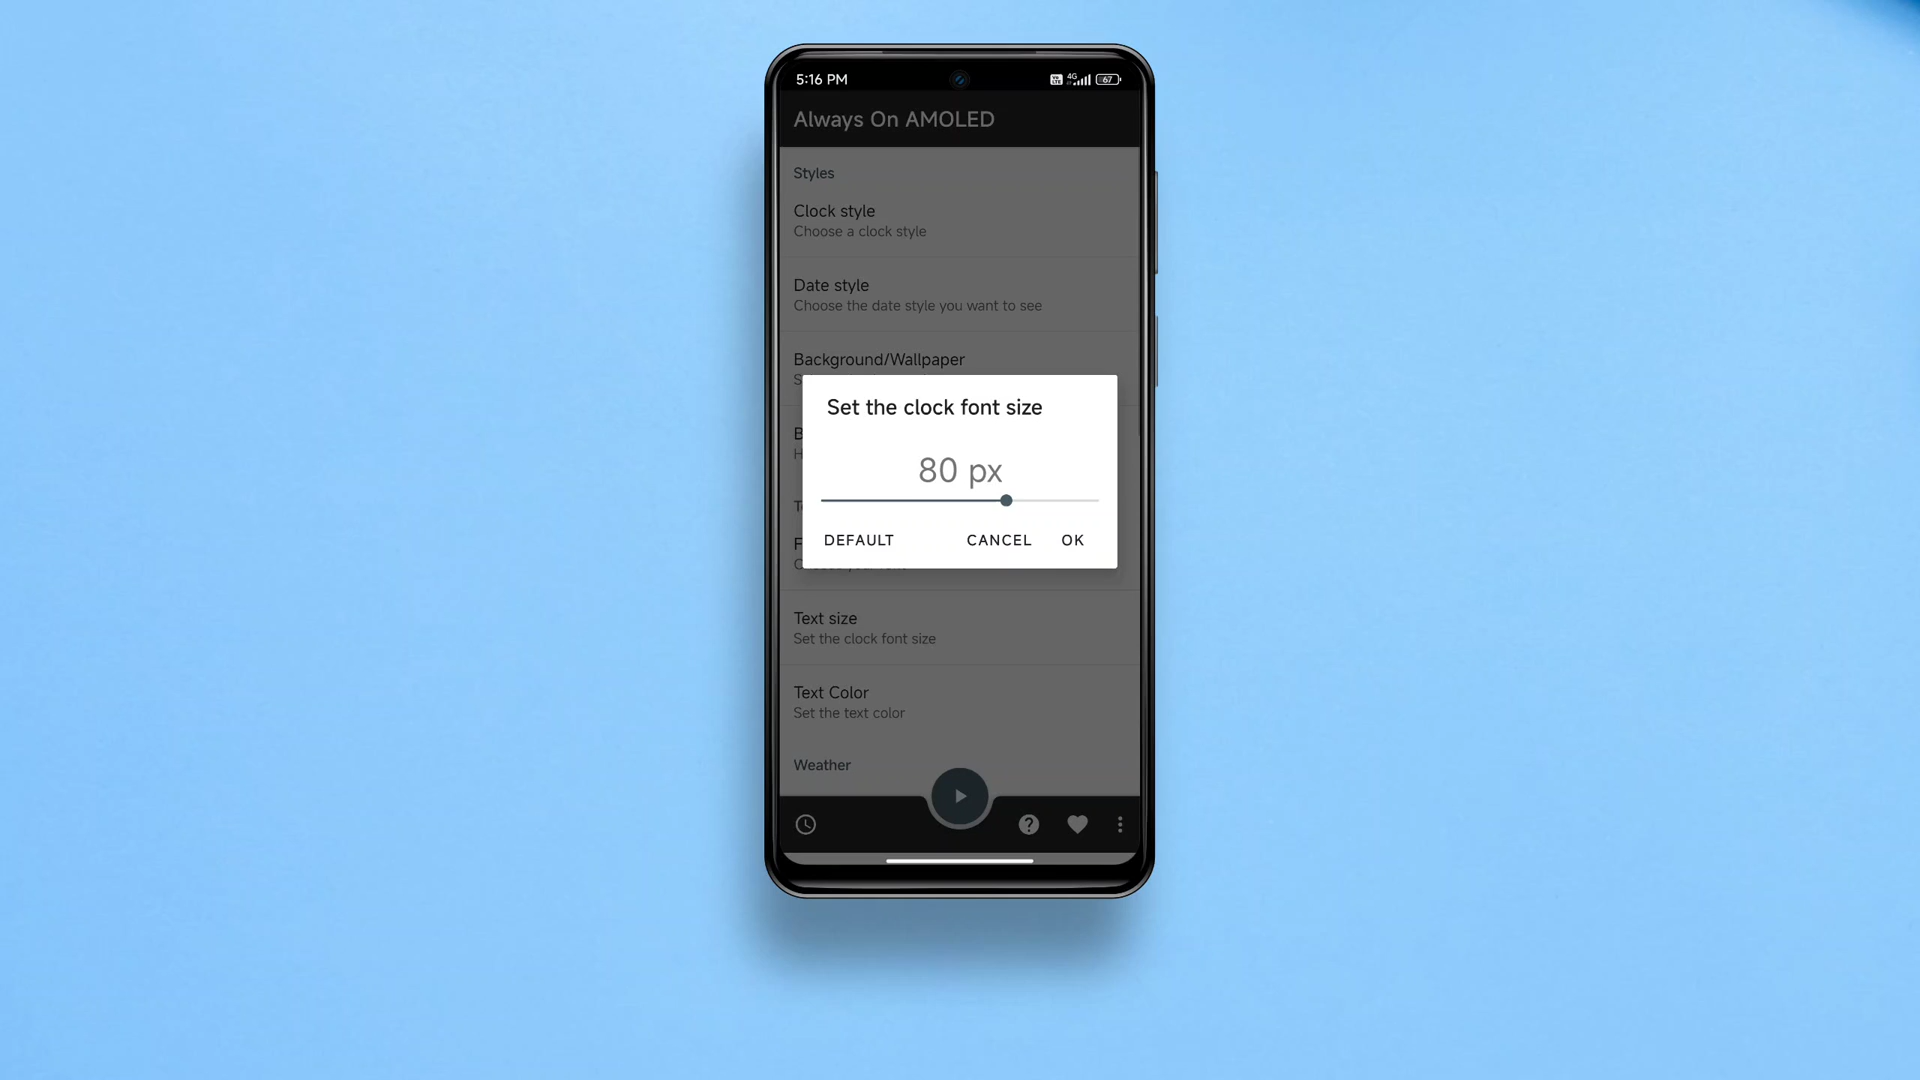 5:16 PM
4G
67
Always On AMOLED
Styles
Clock style
Choose a clock style
Date style
Choose the date style you want to see
Background/Wallpaper
S
B
H
Set the clock font size
80 px
DEFAULT CANCEL OK
T
F
Text size
Set the clock font size
Text Color
Set the text color
Weather